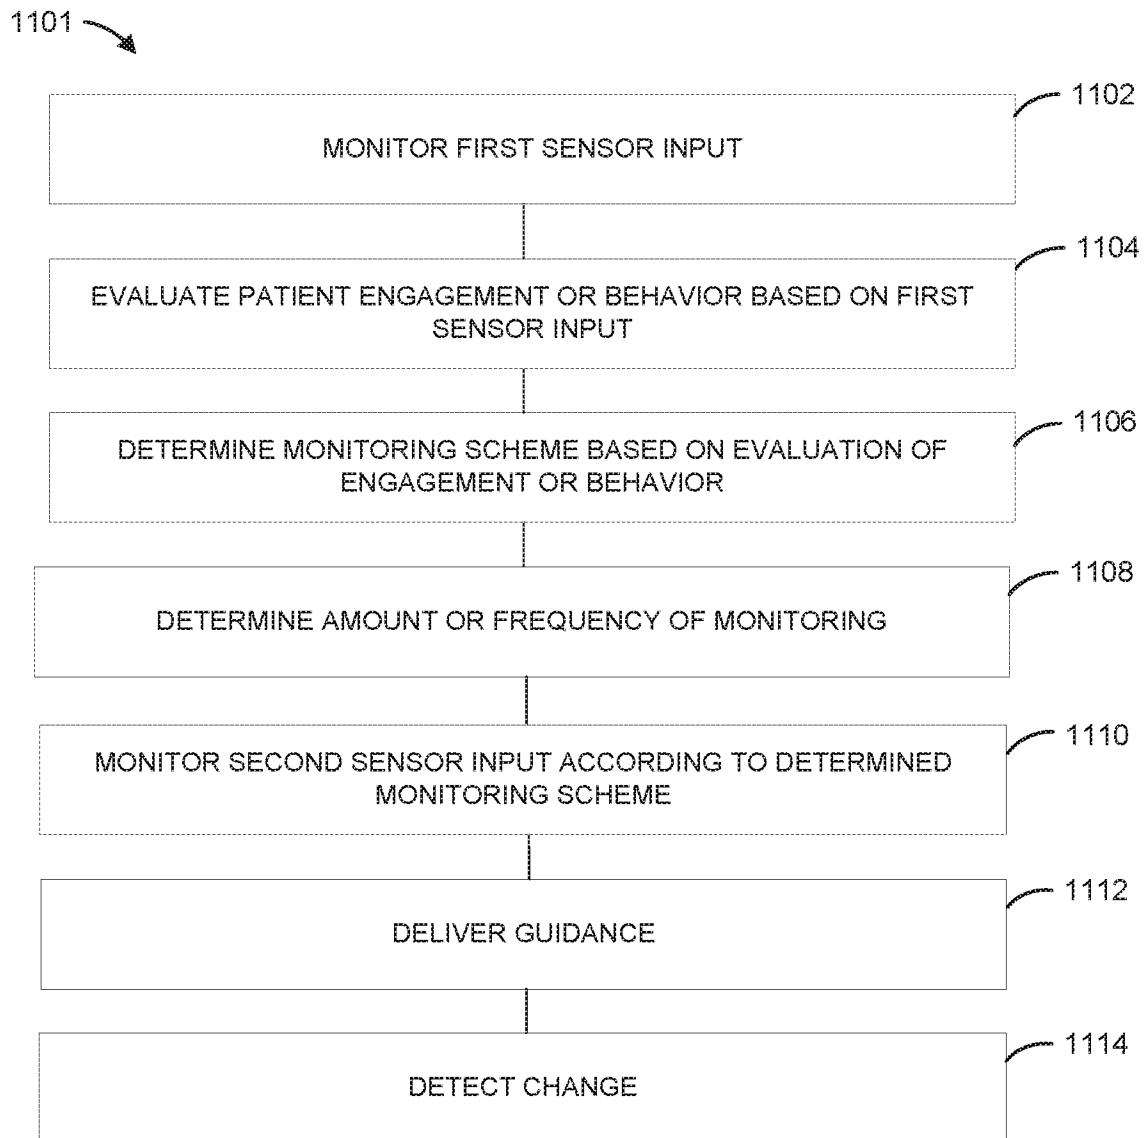 1101
1102
MONITOR FIRST SENSOR INPUT
1104
EVALUATE PATIENT ENGAGEMENT OR BEHAVIOR BASED ON FIRST
SENSOR INPUT
1106
DETERMINE MONITORING SCHEME BASED ON EVALUATION OF
ENGAGEMENT OR BEHAVIOR
1108
DETERMINE AMOUNT OR FREQUENCY OF MONITORING
1110
MONITOR SECOND SENSOR INPUT ACCORDING TO DETERMINED
MONITORING SCHEME
1112
DELIVER GUIDANCE
1114
DETECT CHANGE